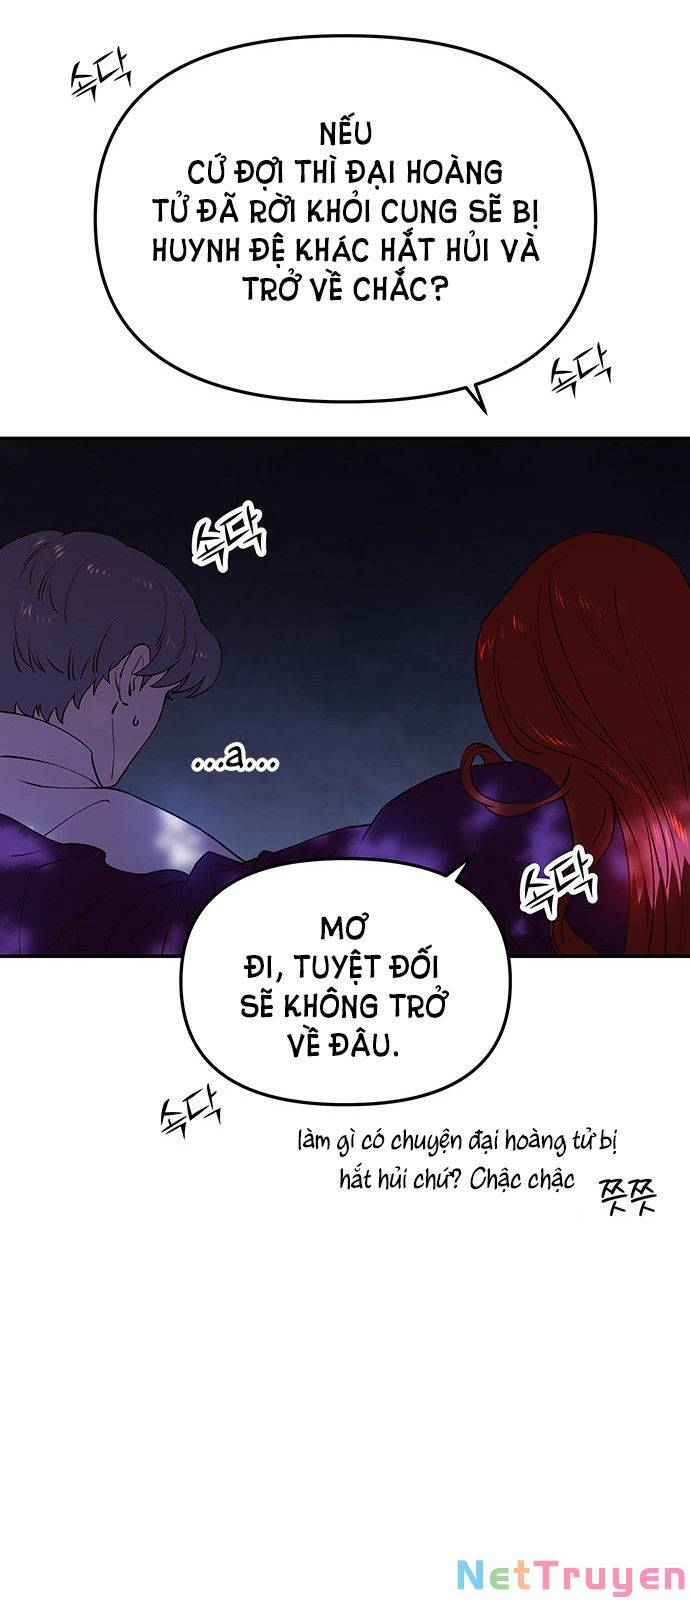 속닥
NẾU
CỨ ĐỢI THÌ ĐẠI HOÀNG
TỬ ĐÃ RỜI KHỎI CUNG SẼ BỊ
HUYNH ĐỆ KHÁC HẮT HỦI VÀ
TRỞ VỀ CHẮC?
속닥
속닥
...a...
속닥
MƠ
ĐI, TUYỆT ĐỐI
SẼ KHÔNG TRỞ
VỀ ĐÂU.
속닥
làm gì có chuyện đại hoàng tử bị
hắt hủi chứ? Chậc chậc
쯧쯧
NetTruyen